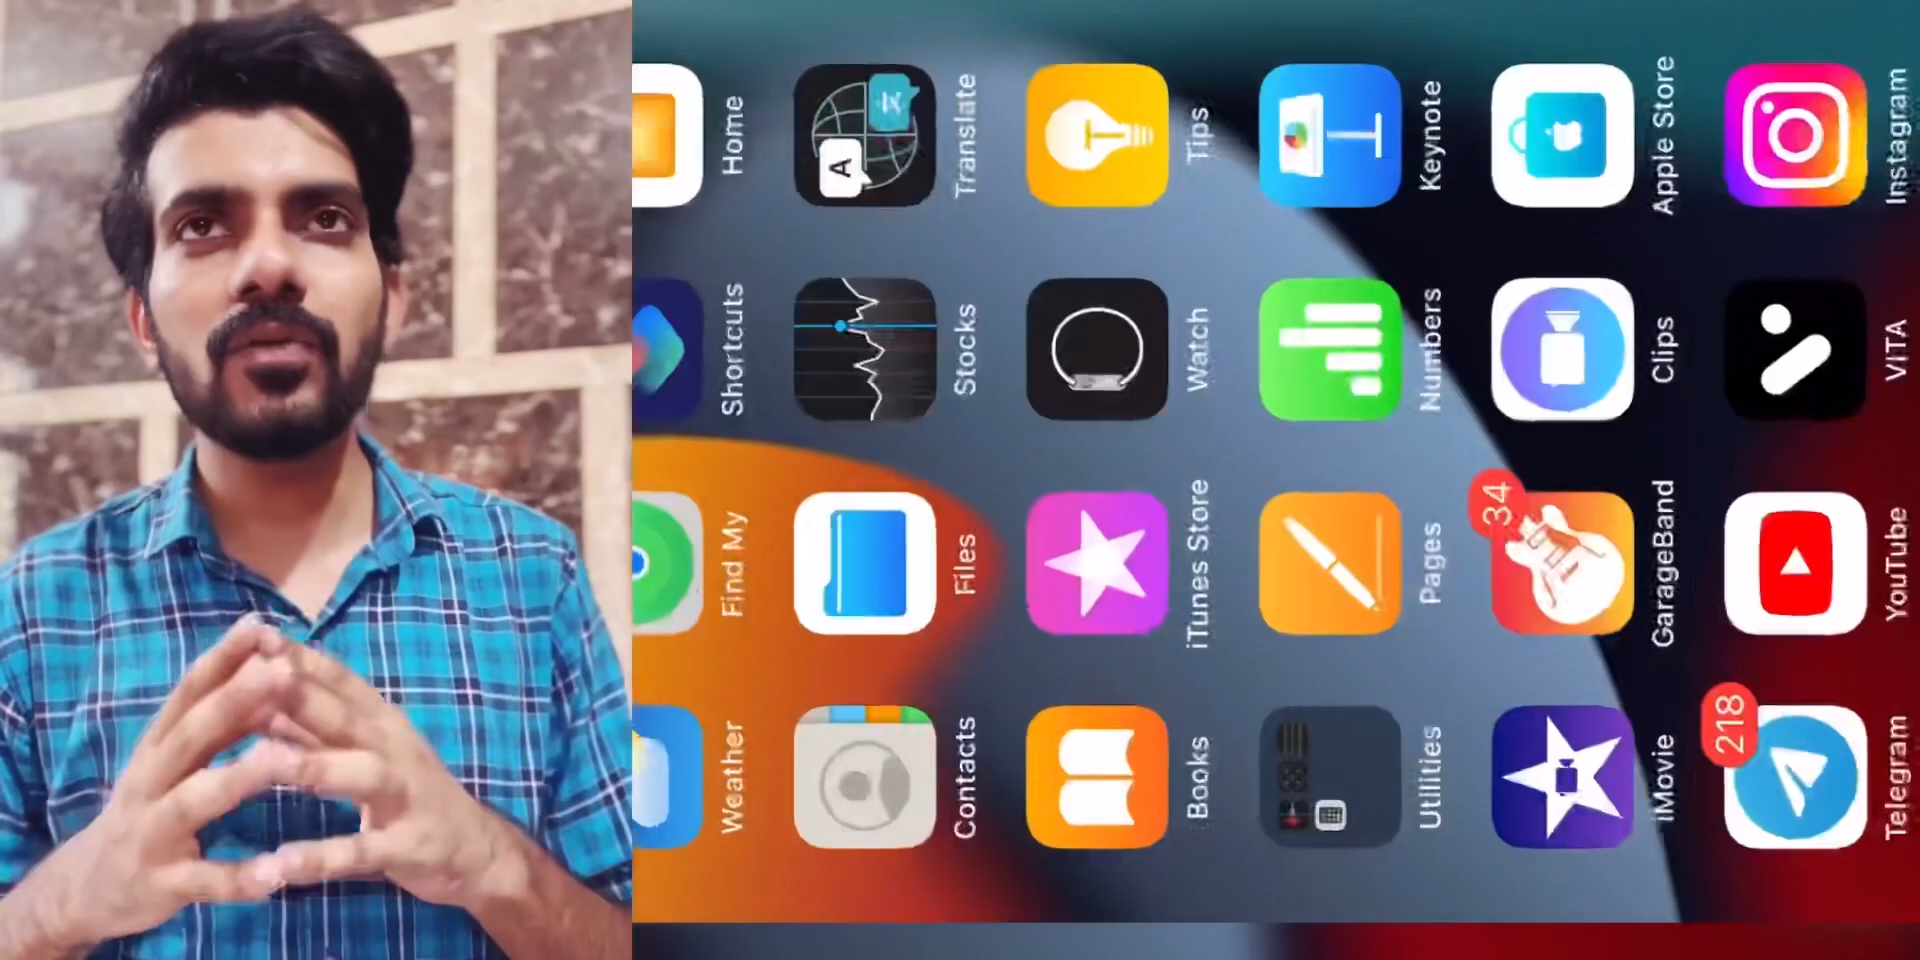 Weather Find My Shortcuts Home
A
Contacts Files Stocks Translate
Books iTunes Store Watch Tips
Utilities Pages Numbers Keynote
34
iMovie GarageBand Clips Apple Store
218
Telegram YouTube VITA Instagram